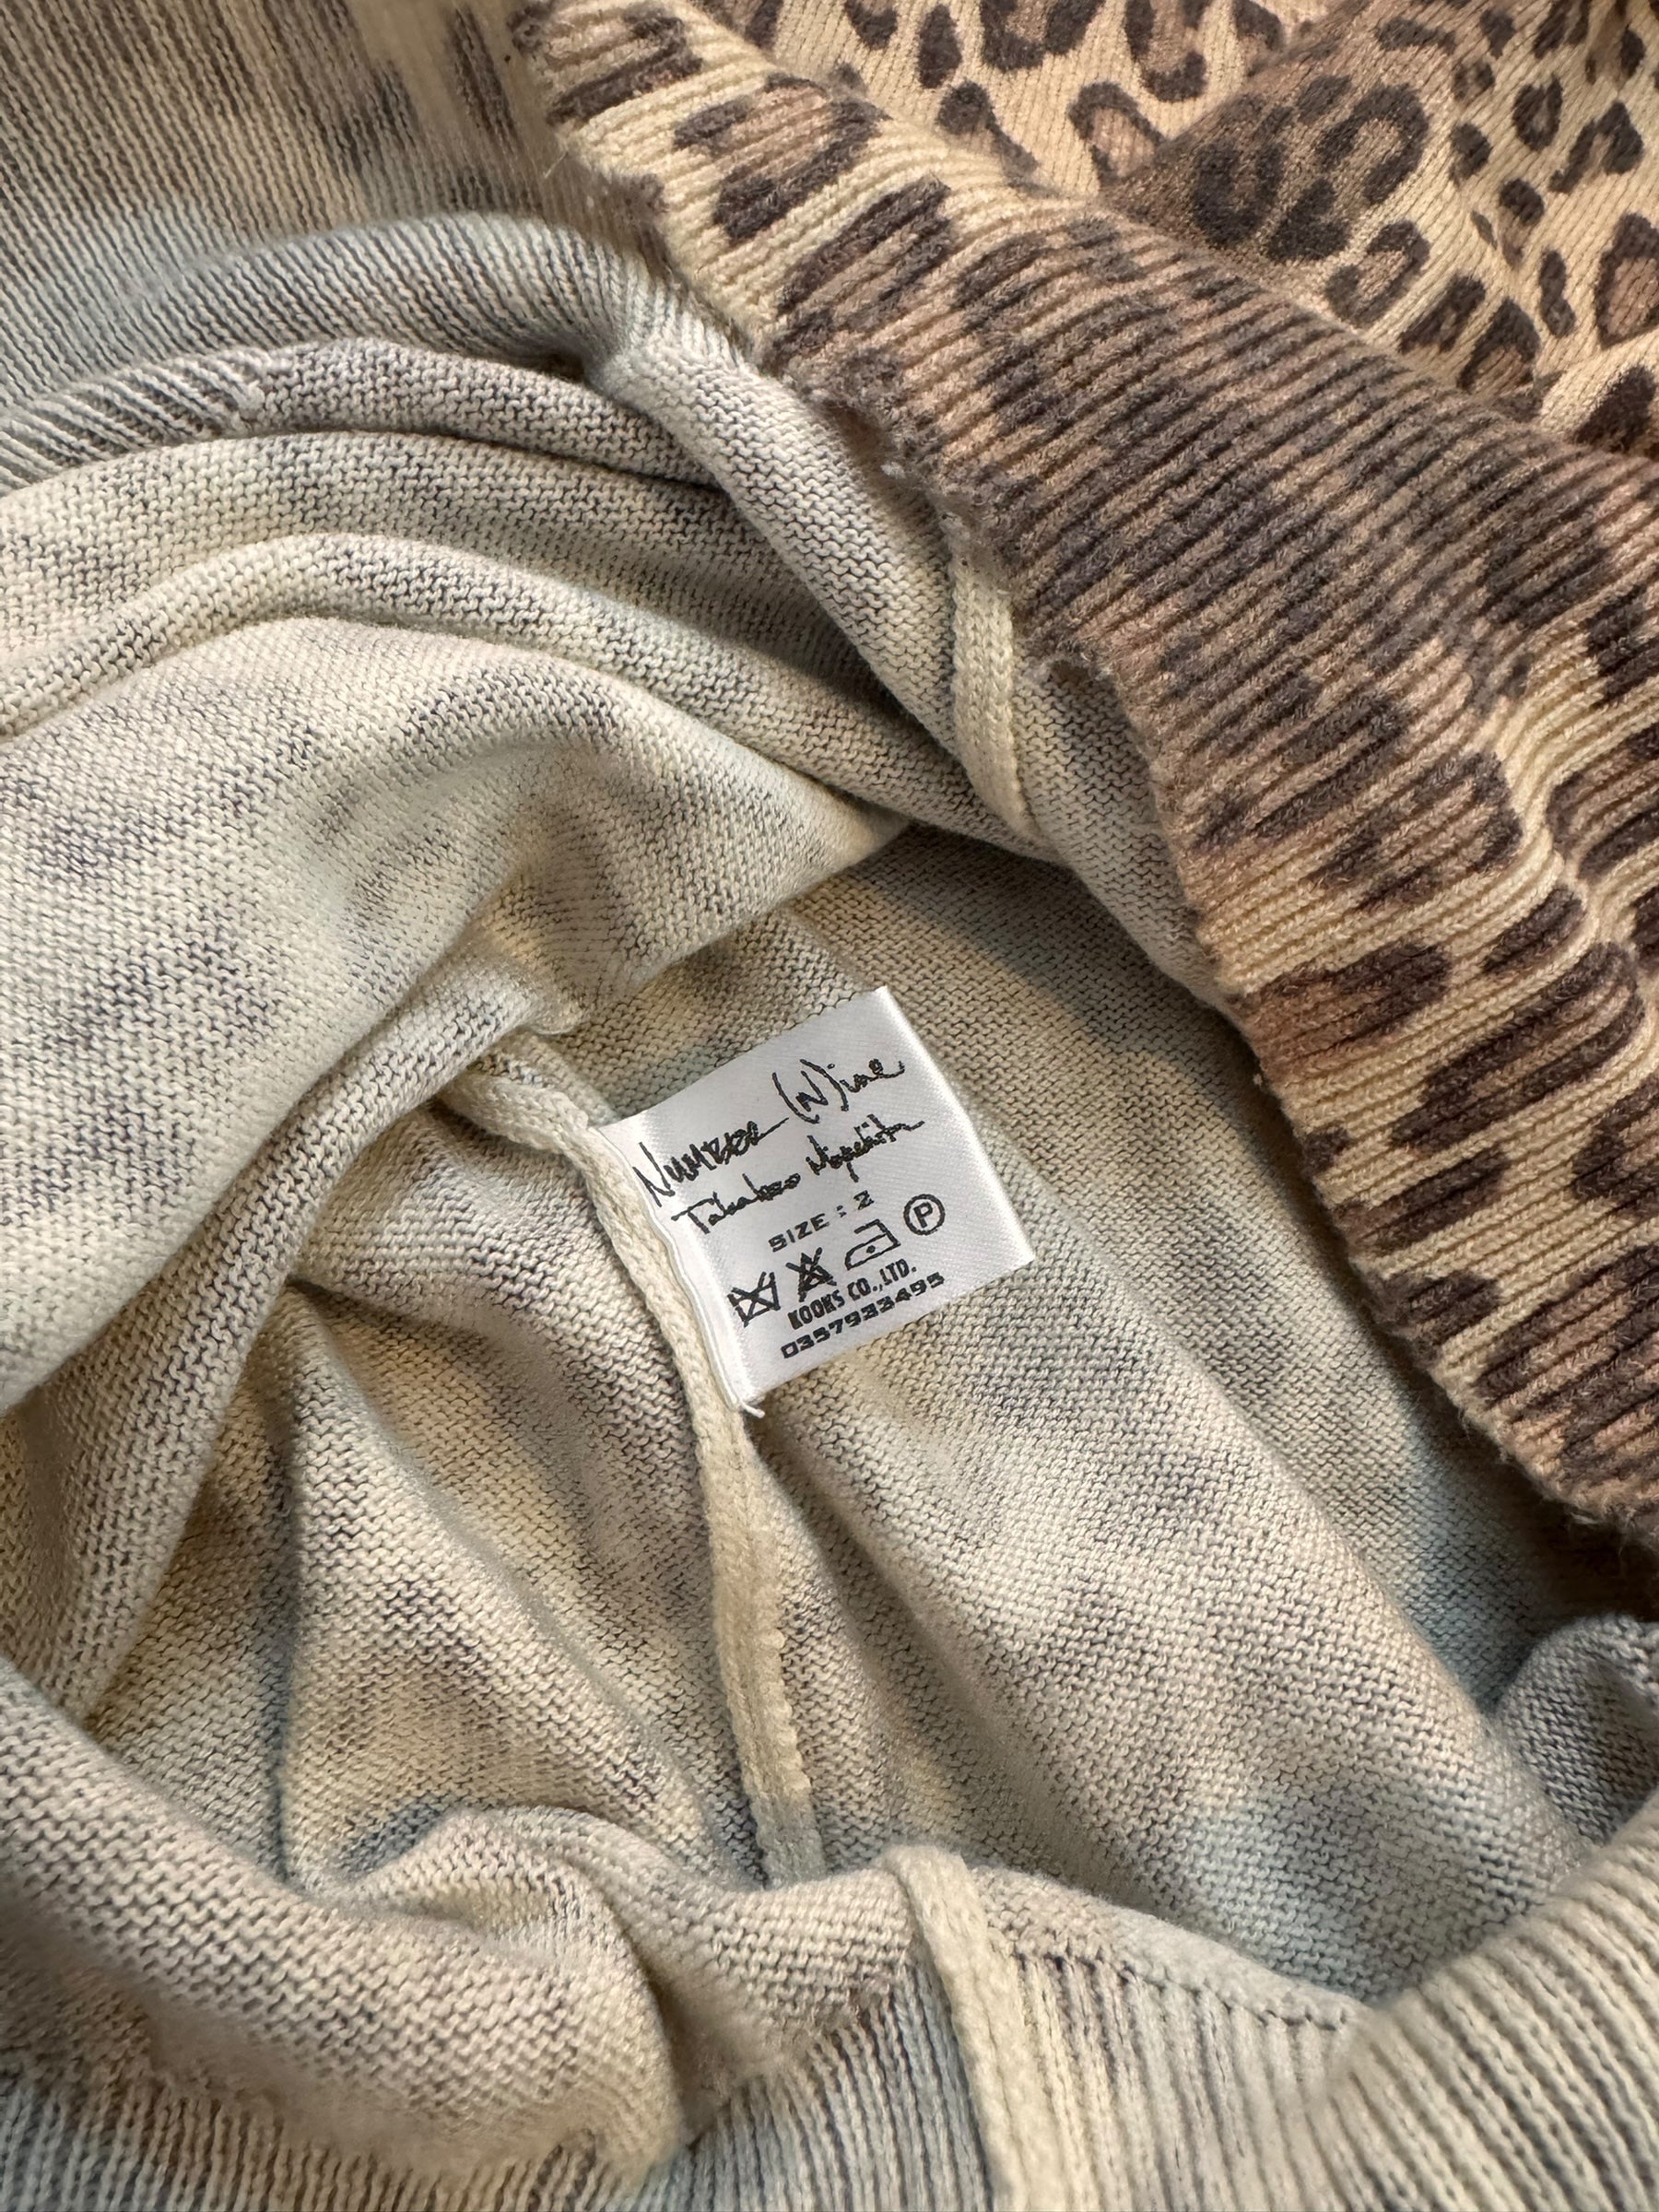 NUMBER (N)ine
Takahiro Miyashita
SIZE : 2
P
KOOKS CO.,LTD.
0357933495